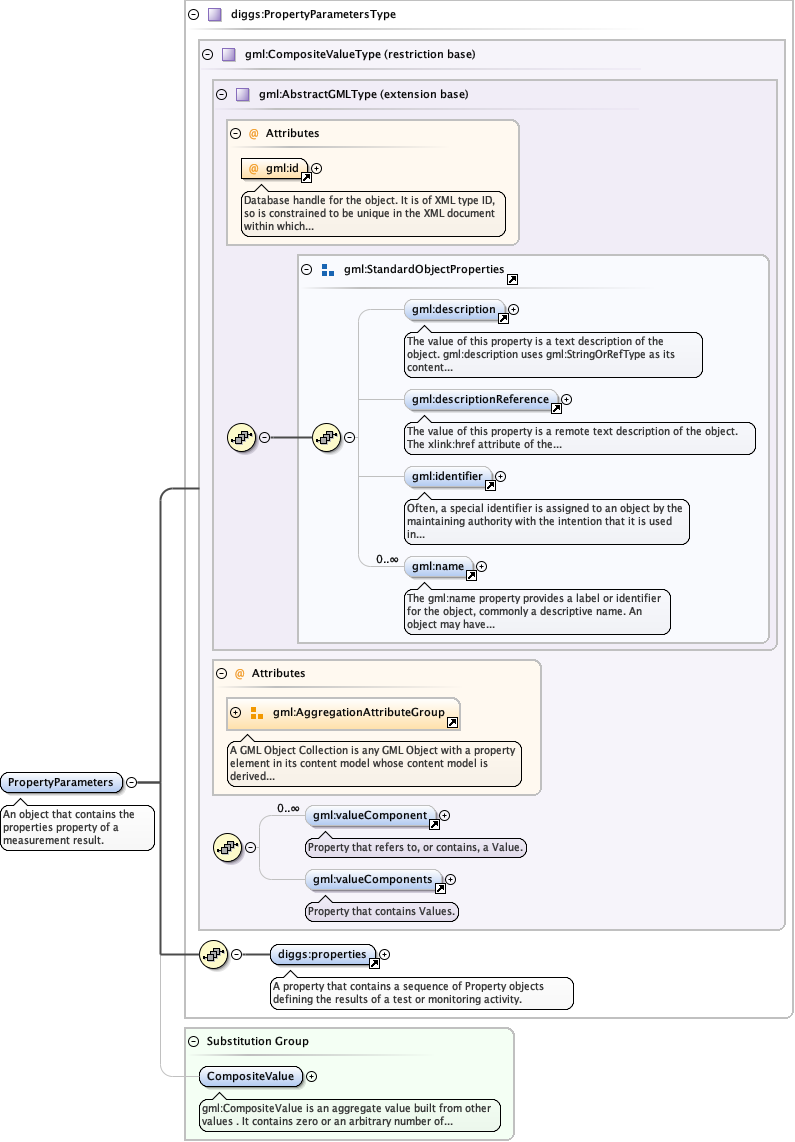 diggs:PropertyParametersType
gml:CompositeValueType (restriction base)
gml:AbstractGMLType (extension base)
@ Attributes
@ gml:id
Database handle for the object. It is of XML type ID,
so is constrained to be unique in the XML document
within which...
gml:StandardObjectProperties
gml:description
The value of this property is a text description of the
object. gml:description uses gml:StringOrRefType as its
content...
gml:descriptionReference
The value of this property is a remote text description of the object.
The xlink:href attribute of the...
gml:identifier
Often, a special identifier is assigned to an object by the
maintaining authority with the intention that it is used
in...
0..∞
gml:name
The gml:name property provides a label or identifier
for the object, commonly a descriptive name. An
object may have...
@ Attributes
gml:AggregationAttributeGroup
A GML Object Collection is any GML Object with a property
element in its content model whose content model is
derived...
PropertyParameters
An object that contains the
properties property of a
measurement result.
0..∞
gml:valueComponent
Property that refers to, or contains, a Value.
gml:valueComponents
Property that contains Values.
diggs:properties
A property that contains a sequence of Property objects
defining the results of a test or monitoring activity.
Substitution Group
CompositeValue
gml:CompositeValue is an aggregate value built from other
values . It contains zero or an arbitrary number of...